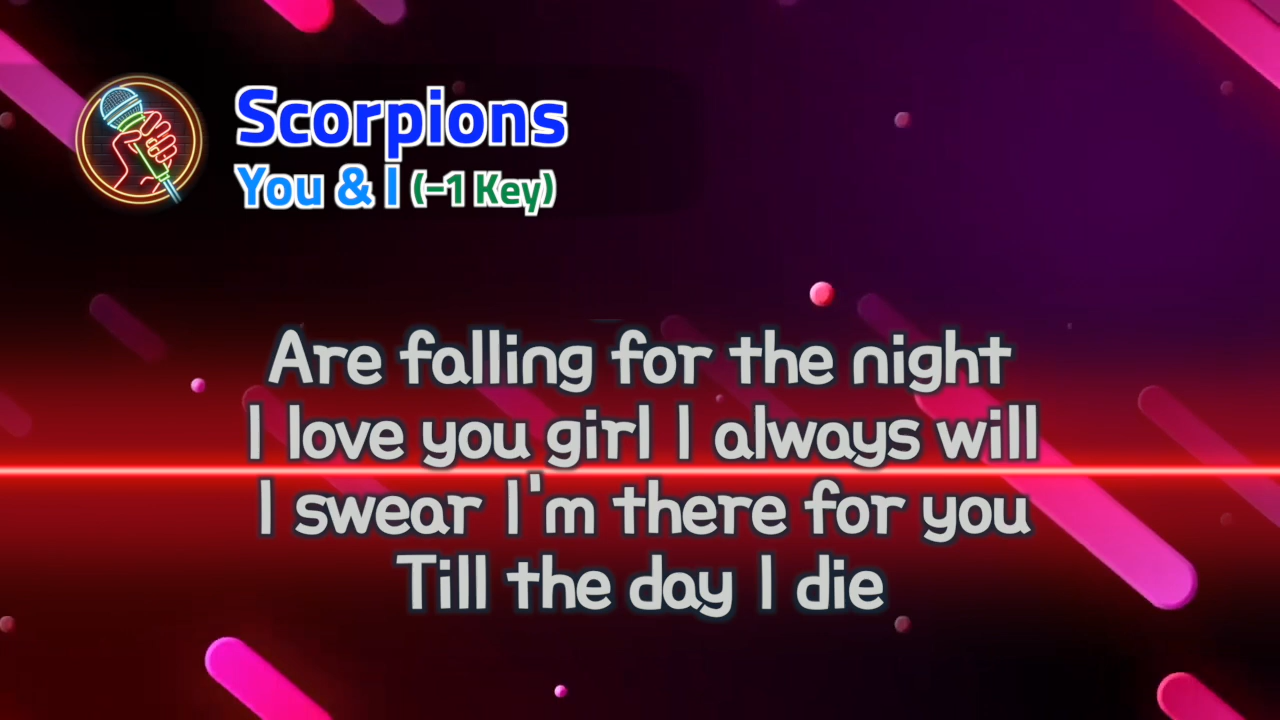 Scorpions
You & I (-1 Key)
Are falling for the night
I love you girl I always will
I swear I'm there for you
Till the day I die